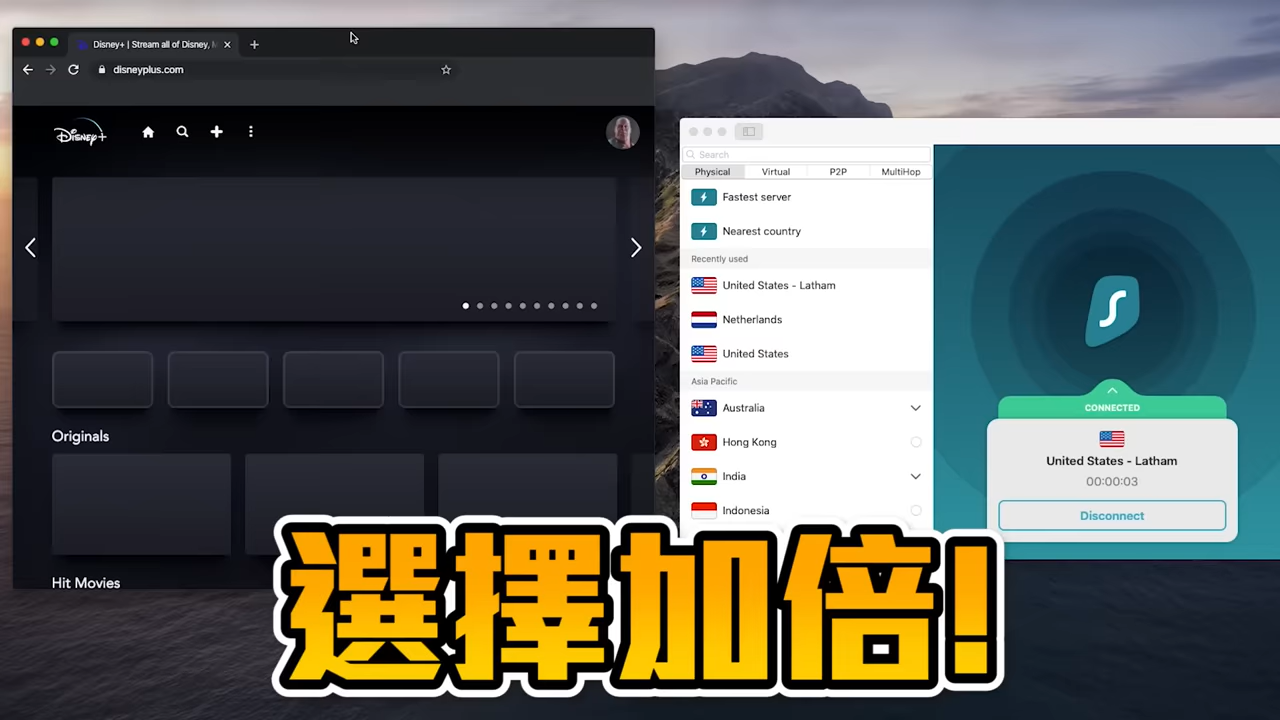 Disney+ | Stream all of Disney, M
disneyplus.com
Disney+
Originals
Hit Movies
Search
Physical
Virtual
P2P
MultiHop
Fastest server
Nearest country
Recently used
United States - Latham
Netherlands
United States
Asia Pacific
Australia
Hong Kong
India
Indonesia
CONNECTED
United States - Latham
00:00:03
Disconnect
選擇加倍!